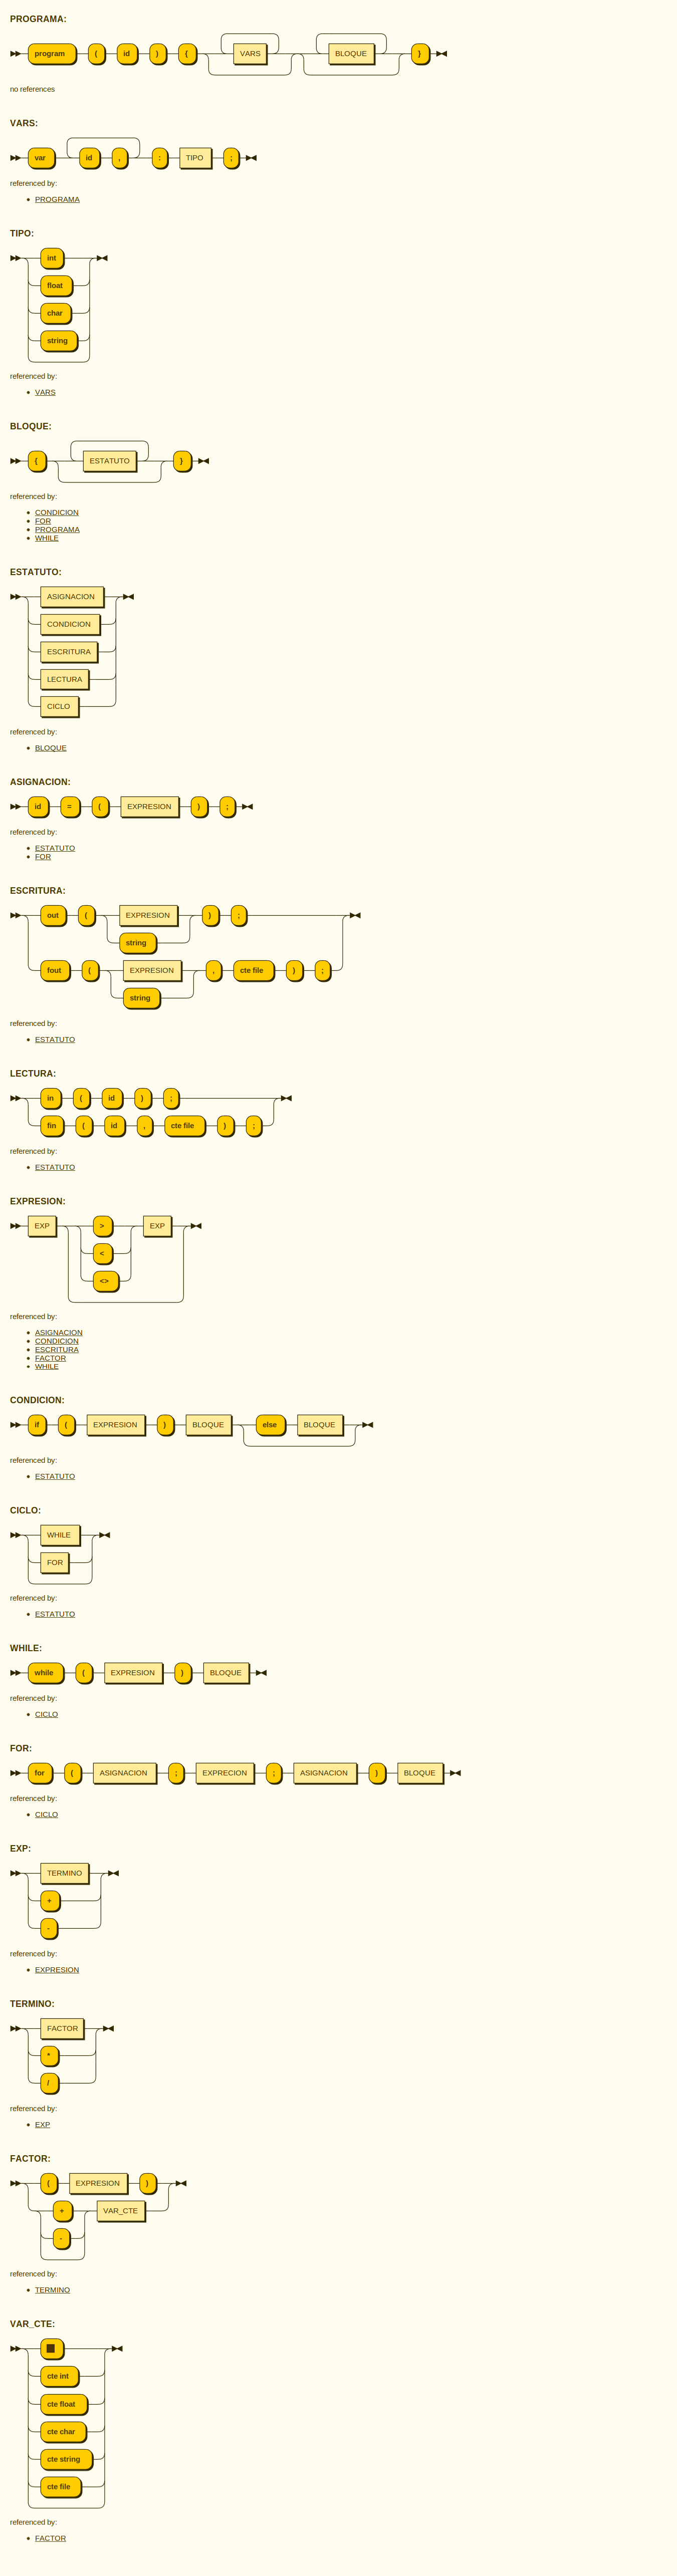 PROGRAMA:
program ( id ) { VARS BLOQUE }
no references
VARS:
var id , : TIPO ;
referenced by:
PROGRAMA
TIPO:
int
float
char
string
referenced by:
VARS
BLOQUE:
{ ESTATUTO }
referenced by:
CONDICION
FOR
PROGRAMA
WHILE
ESTATUTO:
ASIGNACION
CONDICION
ESCRITURA
LECTURA
CICLO
referenced by:
BLOQUE
ASIGNACION:
id = ( EXPRESION ) ;
referenced by:
ESTATUTO
FOR
ESCRITURA:
out ( EXPRESION ) ;
string
fout ( EXPRESION , cte file ) ;
string
referenced by:
ESTATUTO
LECTURA:
in ( id ) ;
fin ( id , cte file ) ;
referenced by:
ESTATUTO
EXPRESION:
EXP > EXP
<
<>
referenced by:
ASIGNACION
CONDICION
ESCRITURA
FACTOR
WHILE
CONDICION:
if ( EXPRESION ) BLOQUE else BLOQUE
referenced by:
ESTATUTO
CICLO:
WHILE
FOR
referenced by:
ESTATUTO
WHILE:
while ( EXPRESION ) BLOQUE
referenced by:
CICLO
FOR:
for ( ASIGNACION ; EXPRECION ; ASIGNACION ) BLOQUE
referenced by:
CICLO
EXP:
TERMINO
+
-
referenced by:
EXPRESION
TERMINO:
FACTOR
*
/
referenced by:
EXP
FACTOR:
( EXPRESION )
+ VAR_CTE
-
referenced by:
TERMINO
VAR_CTE:
cte int
cte float
cte char
cte string
cte file
referenced by:
FACTOR